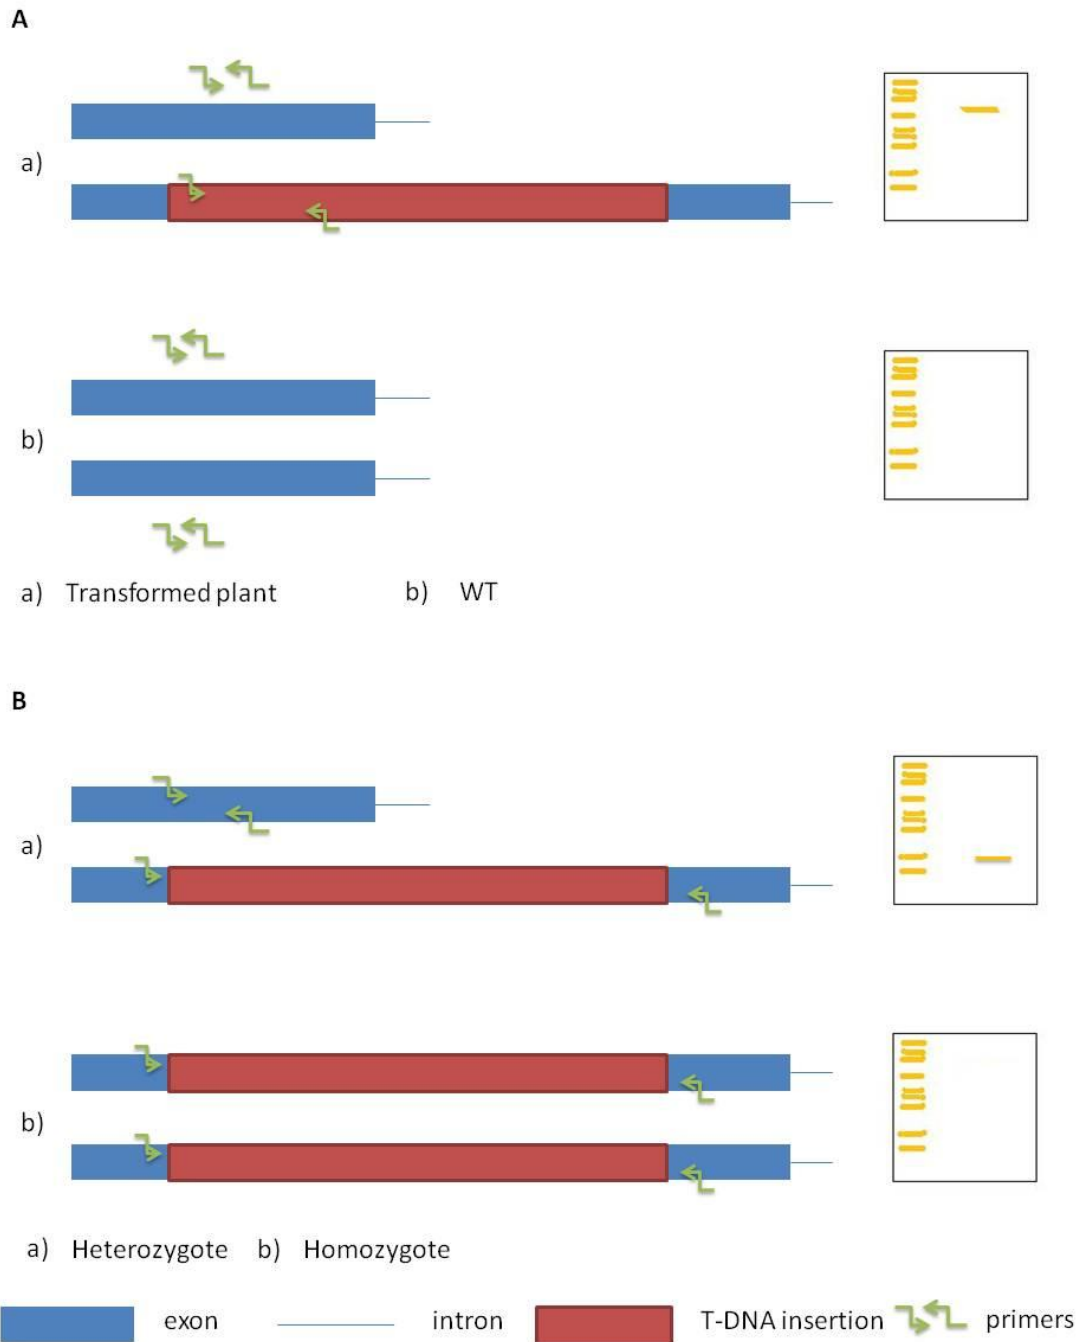 A
a)
b)
a) Transformed plant b) WT
B
a)
b)
a) Heterozygote b) Homozygote
exon intron T-DNA insertion primers